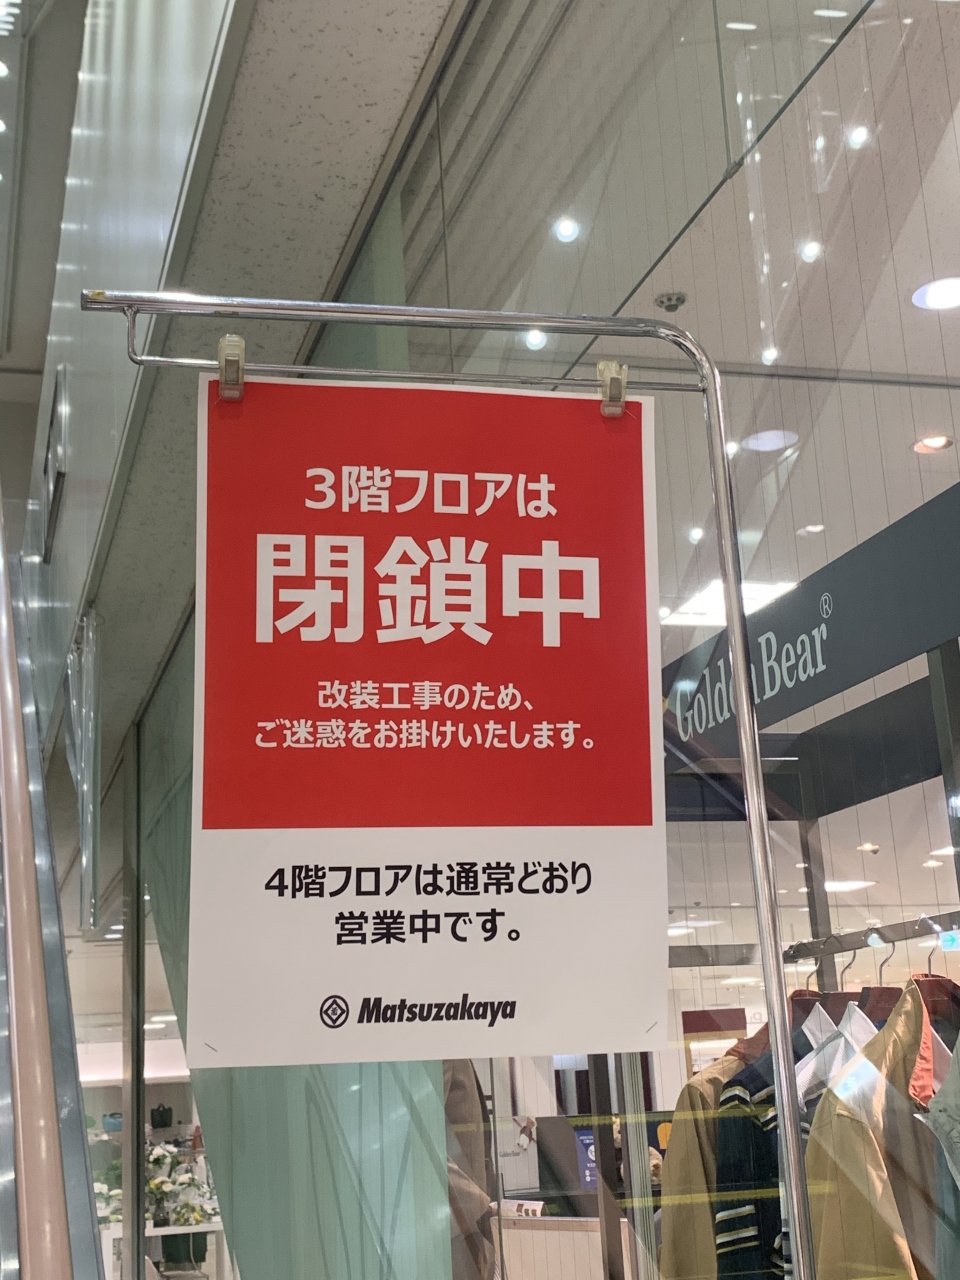 3階フロアは
閉鎖中
改装工事のため、
ご迷惑をお掛けいたします。
4階フロアは通常どおり
営業中です。
Matsuzakaya
Golden Bear®